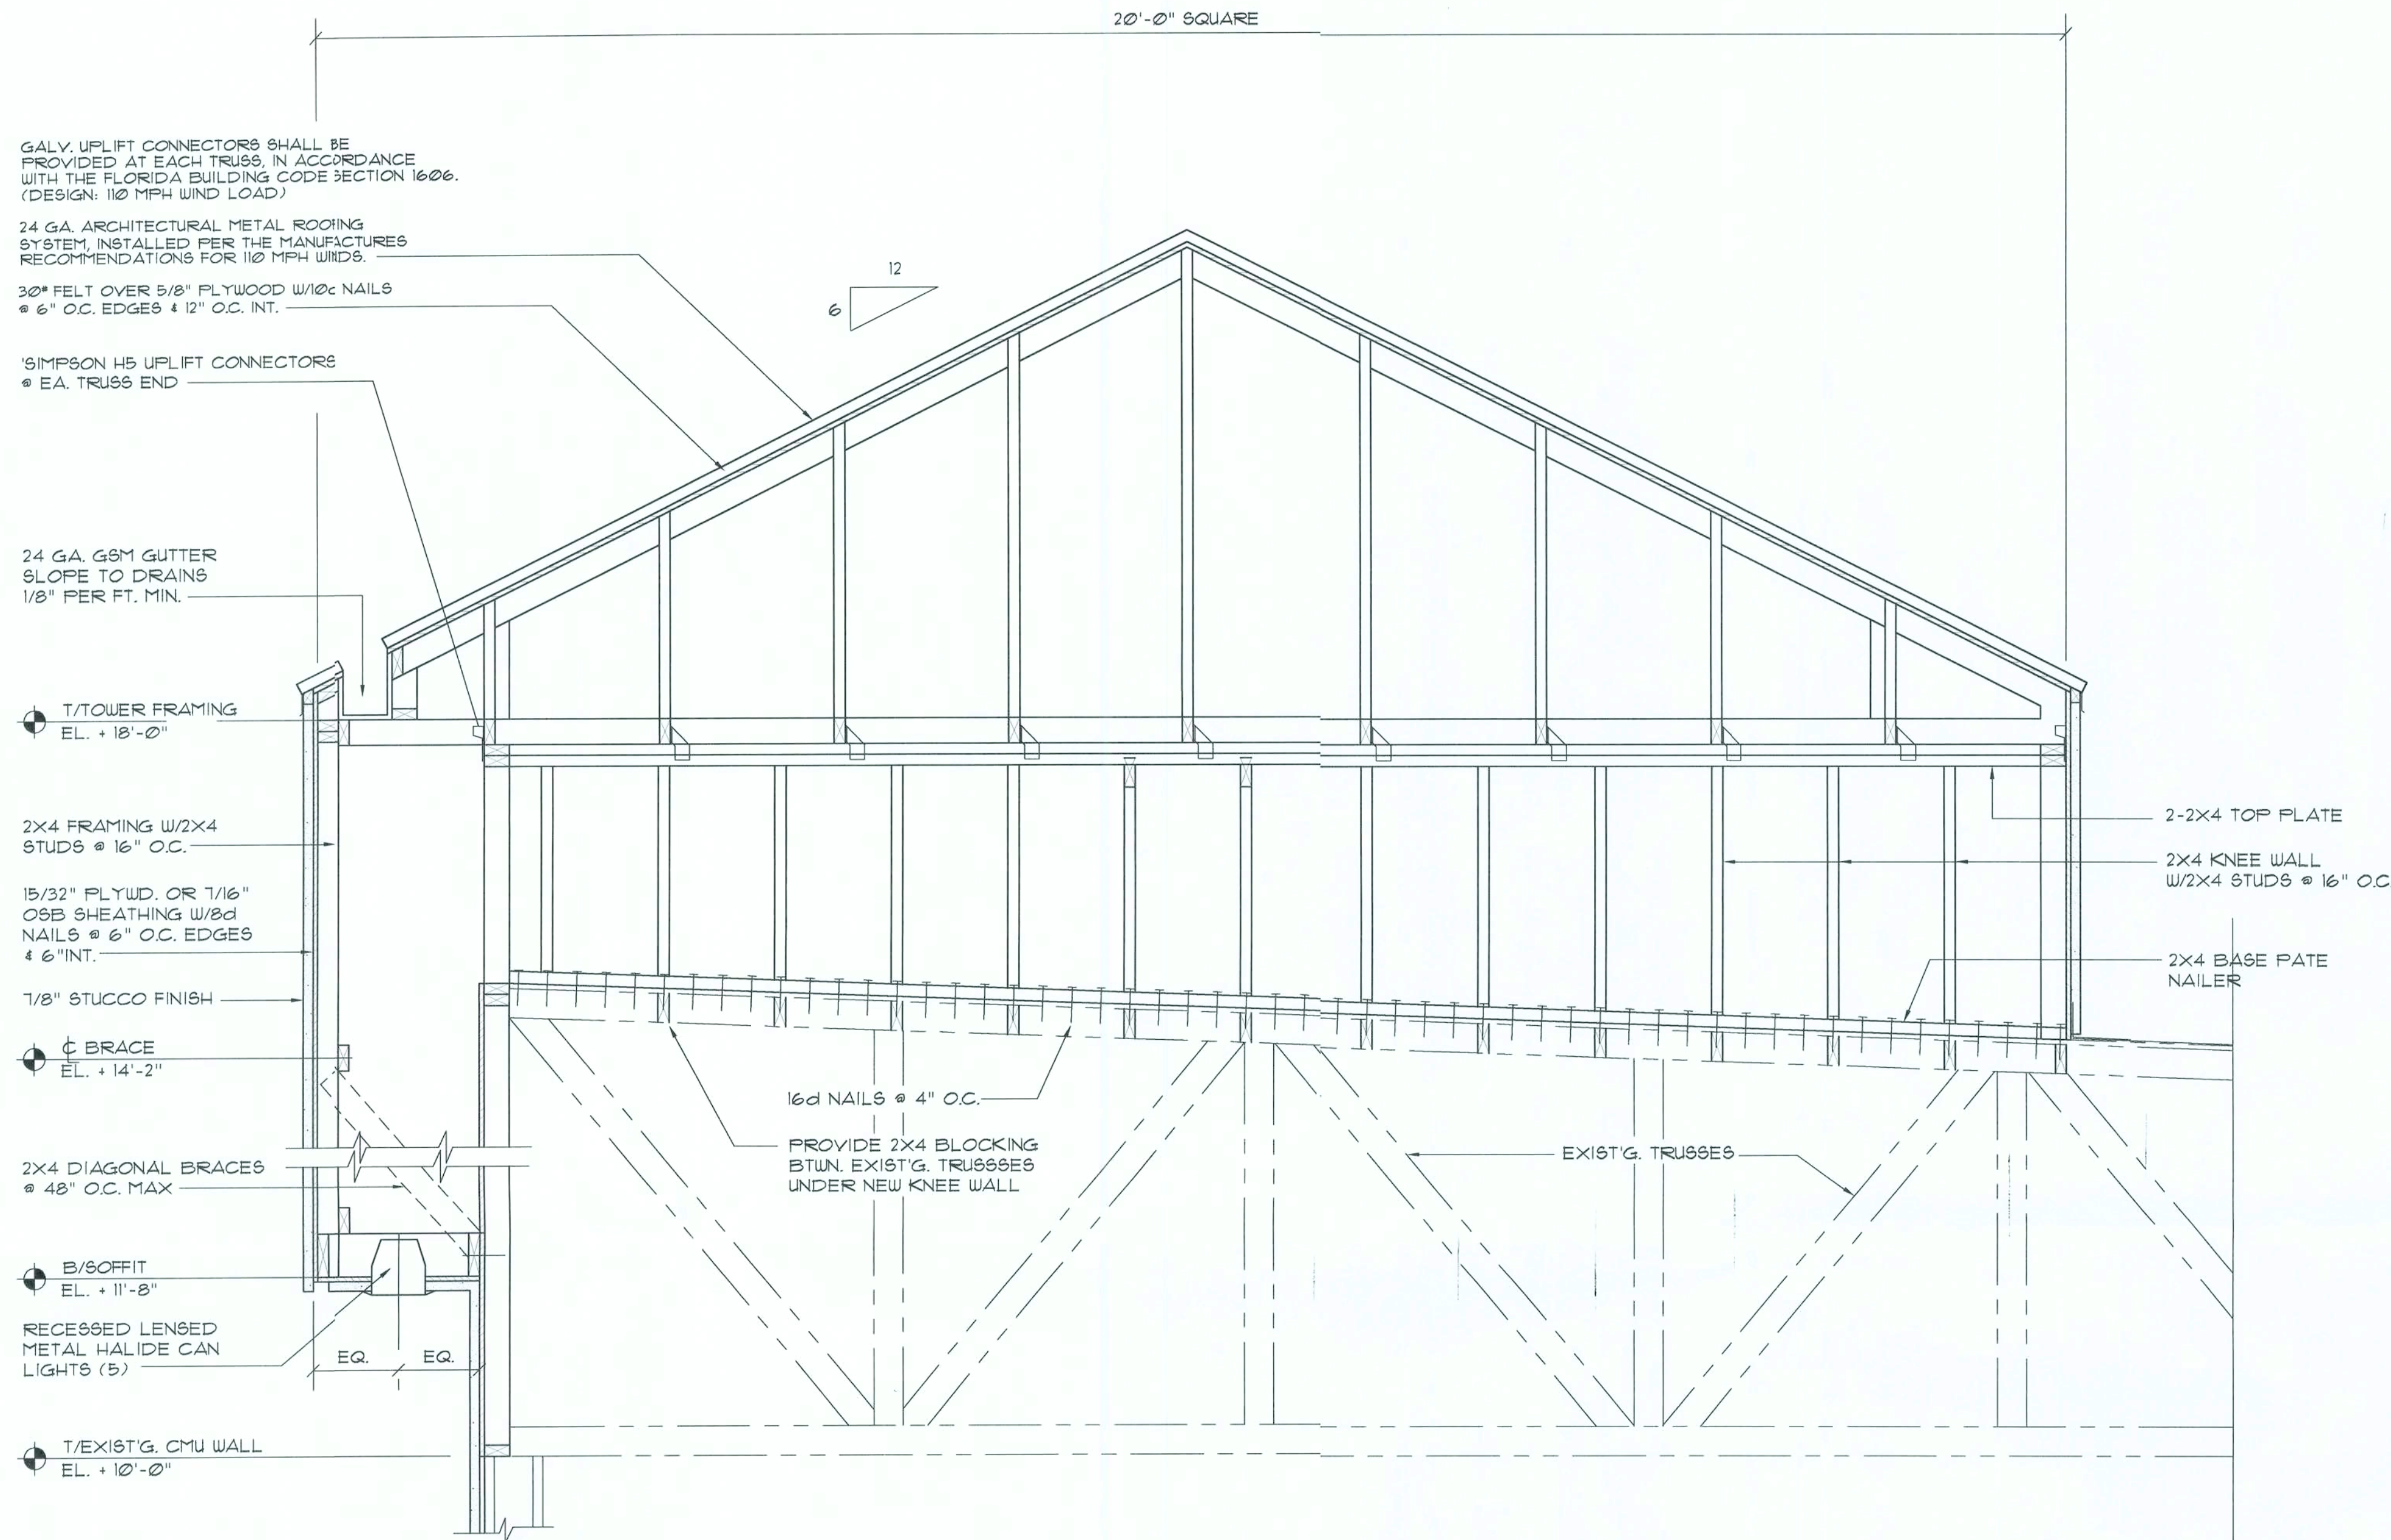 20'-0" SQUARE
GALV. UPLIFT CONNECTORS SHALL BE
PROVIDED AT EACH TRUSS, IN ACCORDANCE
WITH THE FLORIDA BUILDING CODE SECTION 1606.
(DESIGN: 110 MPH WIND LOAD)
24 GA. ARCHITECTURAL METAL ROOFING
SYSTEM, INSTALLED PER THE MANUFACTURES
RECOMMENDATIONS FOR 110 MPH WINDS.
30# FELT OVER 5/8" PLYWOOD W/10c NAILS
@ 6" O.C. EDGES & 12" O.C. INT.
12
6
'SIMPSON H5 UPLIFT CONNECTORS
@ EA. TRUSS END
24 GA. GSM GUTTER
SLOPE TO DRAINS
1/8" PER FT. MIN.
T/TOWER FRAMING
EL. + 18'-0"
2X4 FRAMING W/2X4
STUDS @ 16" O.C.
15/32" PLYWD. OR 7/16"
OSB SHEATHING W/8d
NAILS @ 6" O.C. EDGES
& 6"INT.
7/8" STUCCO FINISH
℄ BRACE
EL. + 14'-2"
2X4 DIAGONAL BRACES
@ 48" O.C. MAX
B/SOFFIT
EL. + 11'-8"
RECESSED LENSED
METAL HALIDE CAN
LIGHTS (5)
EQ. EQ.
T/EXIST'G. CMU WALL
EL. + 10'-0"
16d NAILS @ 4" O.C.
PROVIDE 2X4 BLOCKING
BTWN. EXIST'G. TRUSSSES
UNDER NEW KNEE WALL
EXIST'G. TRUSSES
2-2X4 TOP PLATE
2X4 KNEE WALL
W/2X4 STUDS @ 16" O.C
2X4 BASE PATE
NAILER